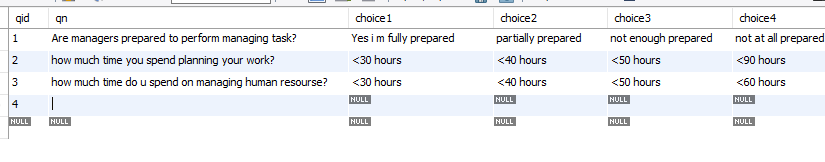 qid qn choice1 choice2 choice3 choice4
1 Are managers prepared to perform managing task? Yes i m fully prepared partially prepared not enough prepared not at all prepared
2 how much time you spend planning your work? <30 hours <40 hours <50 hours <90 hours
3 how much time do u spend on managing human resourse? <30 hours <40 hours <50 hours <60 hours
4 NULL NULL NULL NULL
NULL NULL NULL NULL NULL NULL